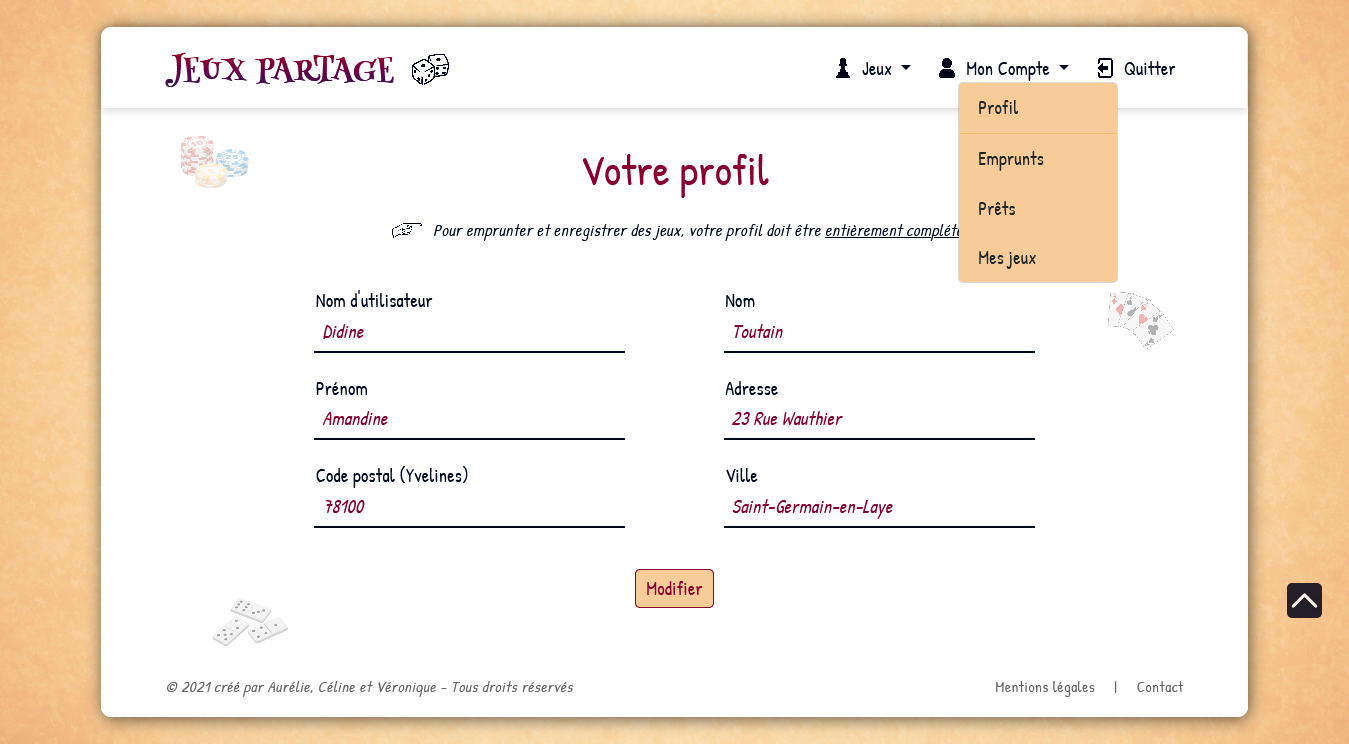 JEUX PARTAGE
Jeux
Mon Compte
Quitter
Profil
Emprunts
Prêts
Mes jeux
Votre profil
Pour emprunter et enregistrer des jeux, votre profil doit être entièrement complété
Nom d'utilisateur
Nom
Didine
Toutain
Prénom
Adresse
Amandine
23 Rue Wauthier
Code postal (Yvelines)
Ville
78100
Saint-Germain-en-Laye
Modifier
© 2021 créé par Aurélie, Céline et Véronique - Tous droits réservés
Mentions légales | Contact